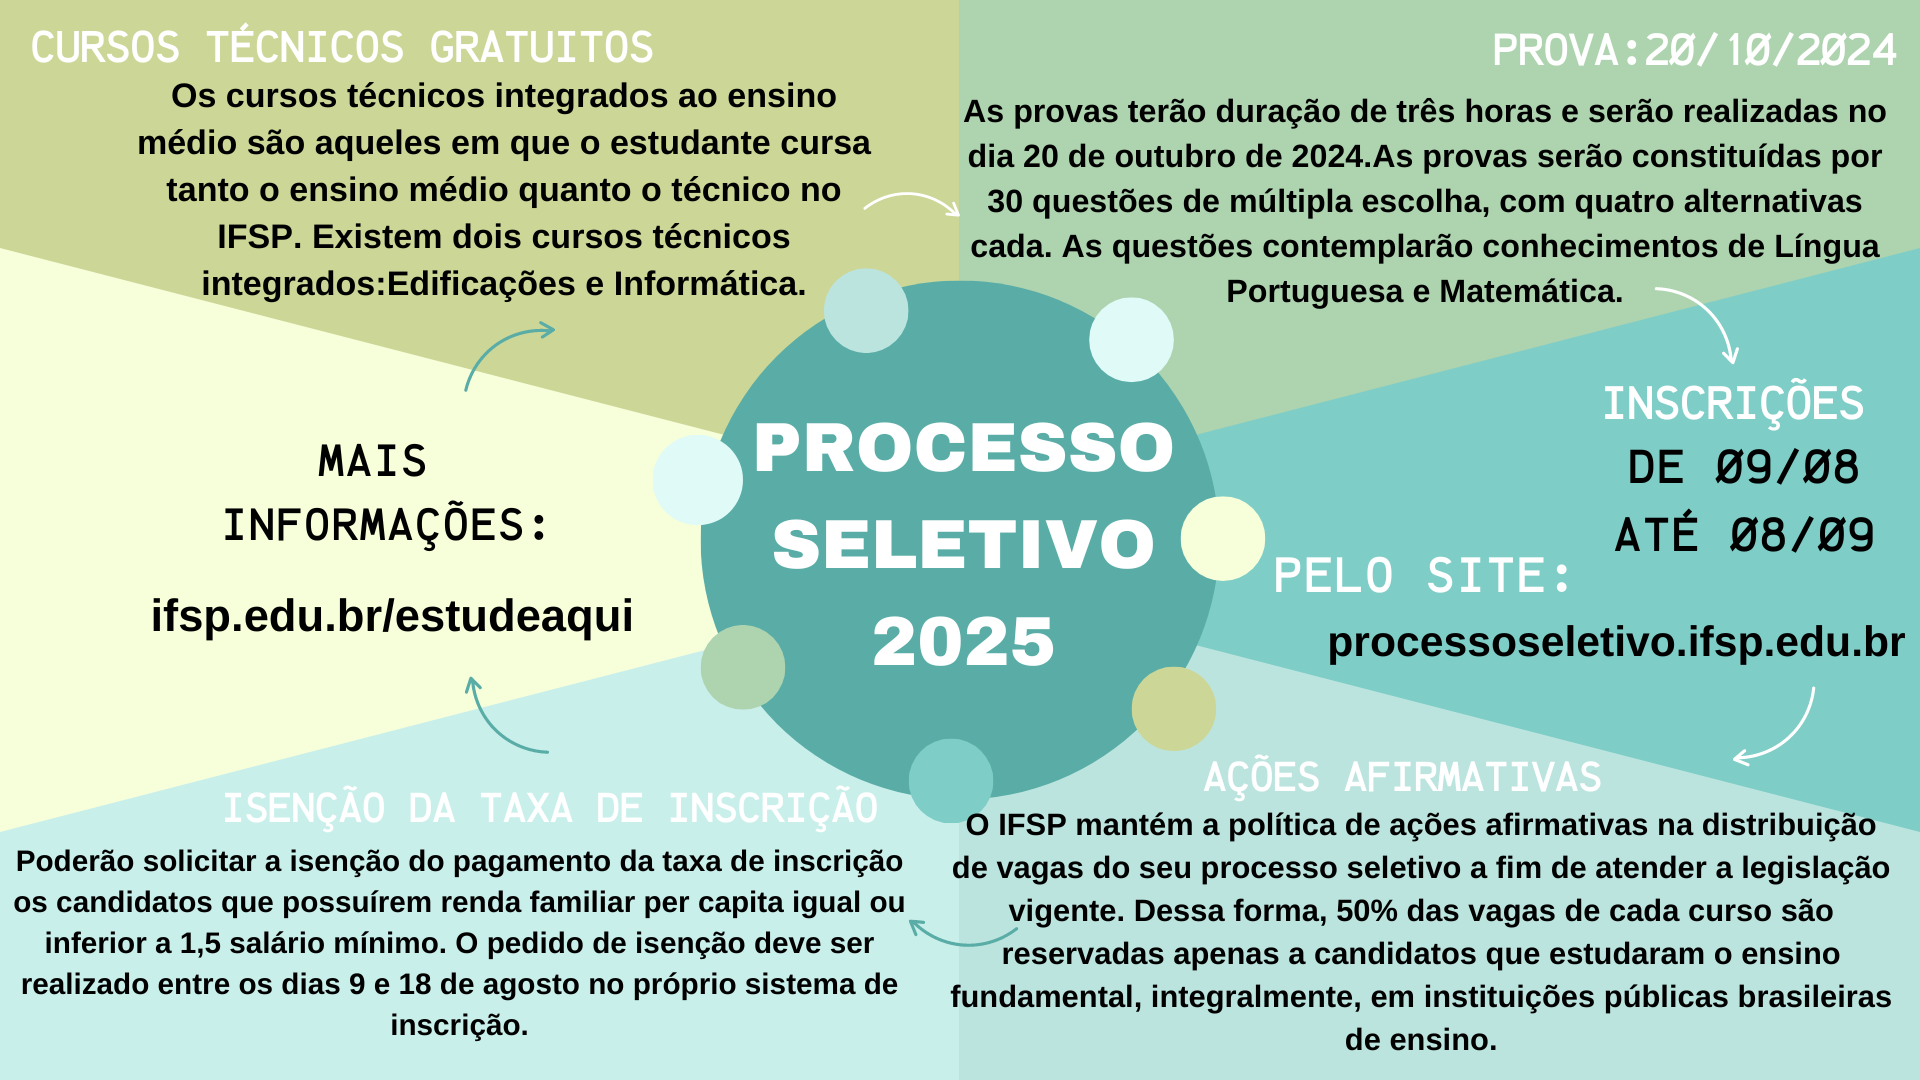 CURSOS TÉCNICOS GRATUITOS
Os cursos técnicos integrados ao ensino
médio são aqueles em que o estudante cursa
tanto o ensino médio quanto o técnico no
IFSP. Existem dois cursos técnicos
integrados:Edificações e Informática.
PROVA:20/10/2024
As provas terão duração de três horas e serão realizadas no
dia 20 de outubro de 2024.As provas serão constituídas por
30 questões de múltipla escolha, com quatro alternativas
cada. As questões contemplarão conhecimentos de Língua
Portuguesa e Matemática.
INSCRIÇÕES
DE 09/08
ATÉ 08/09
PELO SITE:
processoseletivo.ifsp.edu.br
PROCESSO
SELETIVO
2025
MAIS
INFORMAÇÕES:
ifsp.edu.br/estudeaqui
AÇÕES AFIRMATIVAS
O IFSP mantém a política de ações afirmativas na distribuição
de vagas do seu processo seletivo a fim de atender a legislação
vigente. Dessa forma, 50% das vagas de cada curso são
reservadas apenas a candidatos que estudaram o ensino
fundamental, integralmente, em instituições públicas brasileiras
de ensino.
ISENÇÃO DA TAXA DE INSCRIÇÃO
Poderão solicitar a isenção do pagamento da taxa de inscrição
os candidatos que possuírem renda familiar per capita igual ou
inferior a 1,5 salário mínimo. O pedido de isenção deve ser
realizado entre os dias 9 e 18 de agosto no próprio sistema de
inscrição.